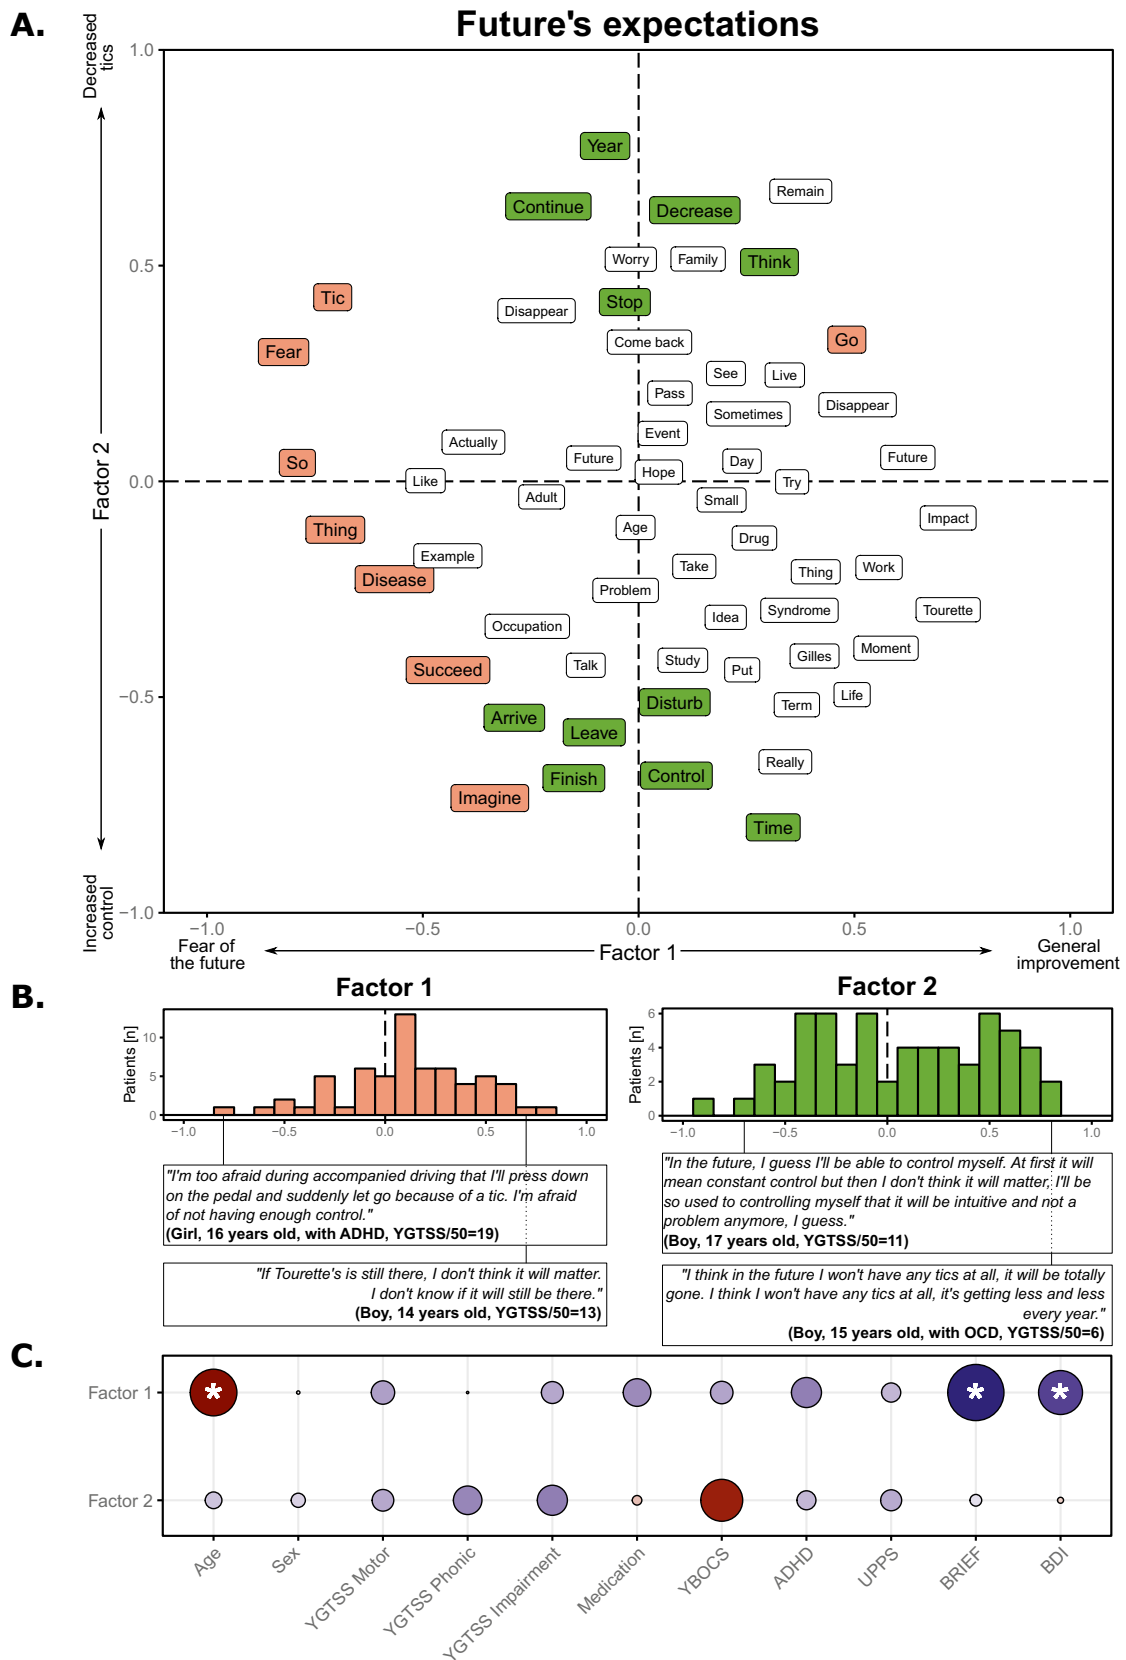 A.
Future's expectations
Decreased
tics
Factor 2
Increased
control
1.0
0.5
0.0
−0.5
−1.0
Year
Remain
Continue
Decrease
Worry
Family
Think
Tic
Stop
Disappear
Come back
Go
Fear
See
Live
Pass
Disappear
Sometimes
Event
Actually
Future
Day
Future
So
Hope
Like
Try
Adult
Small
Impact
Age
Thing
Drug
Example
Take
Thing
Work
Disease
Problem
Idea
Syndrome
Tourette
Occupation
Moment
Gilles
Study
Talk
Put
Succeed
Life
Disturb
Term
Arrive
Leave
Really
Finish
Control
Imagine
Time
−1.0
−0.5
0.0
0.5
1.0
Fear of
the future
Factor 1
General
improvement
B.
Factor 1
Patients [n]
10
5
0
−1.0
−0.5
0.0
0.5
1.0
"I'm too afraid during accompanied driving that I'll press down
on the pedal and suddenly let go because of a tic. I'm afraid
of not having enough control."
(Girl, 16 years old, with ADHD, YGTSS/50=19)
"If Tourette's is still there, I don't think it will matter.
I don't know if it will still be there."
(Boy, 14 years old, YGTSS/50=13)
Factor 2
Patients [n]
6
4
2
0
−1.0
−0.5
0.0
0.5
1.0
"In the future, I guess I'll be able to control myself. At first it will
mean constant control but then I don't think it will matter, I'll be
so used to controlling myself that it will be intuitive and not a
problem anymore, I guess."
(Boy, 17 years old, YGTSS/50=11)
"I think in the future I won't have any tics at all, it will be totally
gone. I think I won't have any tics at all, it's getting less and less
every year."
(Boy, 15 years old, with OCD, YGTSS/50=6)
C.
Factor 1
*
*
*
Factor 2
Age
Sex
YGTSS Motor
YGTSS Phonic
YGTSS Impairment
Medication
YBOCS
ADHD
UPPS
BRIEF
BDI